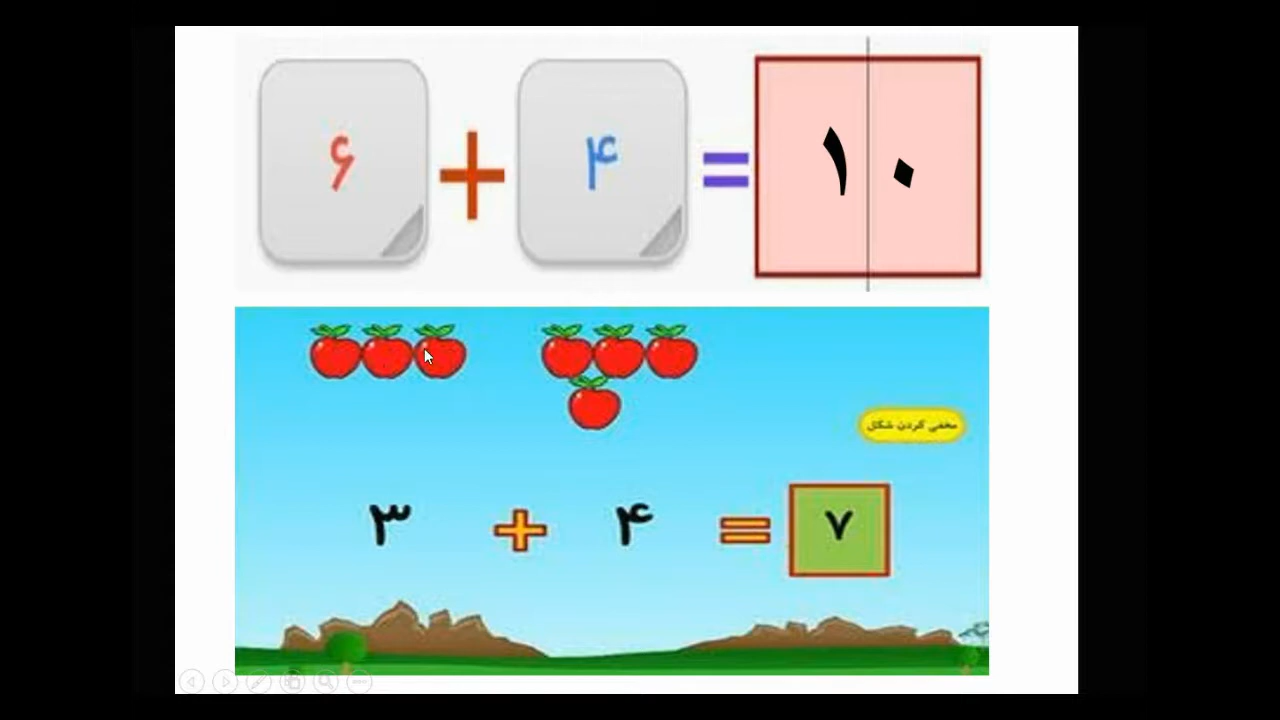 ۶ + ۴ = ۱۰
مخفی کردن شکل
۳ + ۴ = ۷